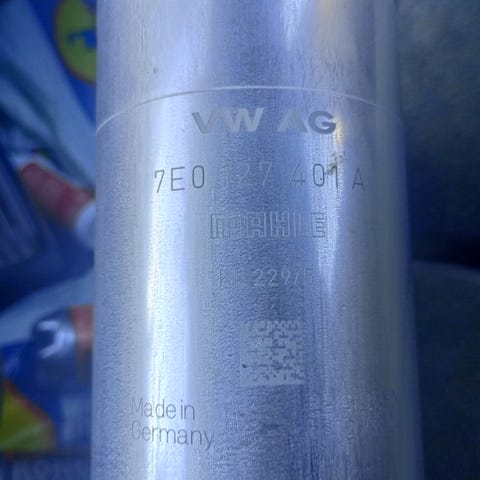 VW AG
7E0 127 401 A
MAHLE
229/5
Made in
Germany